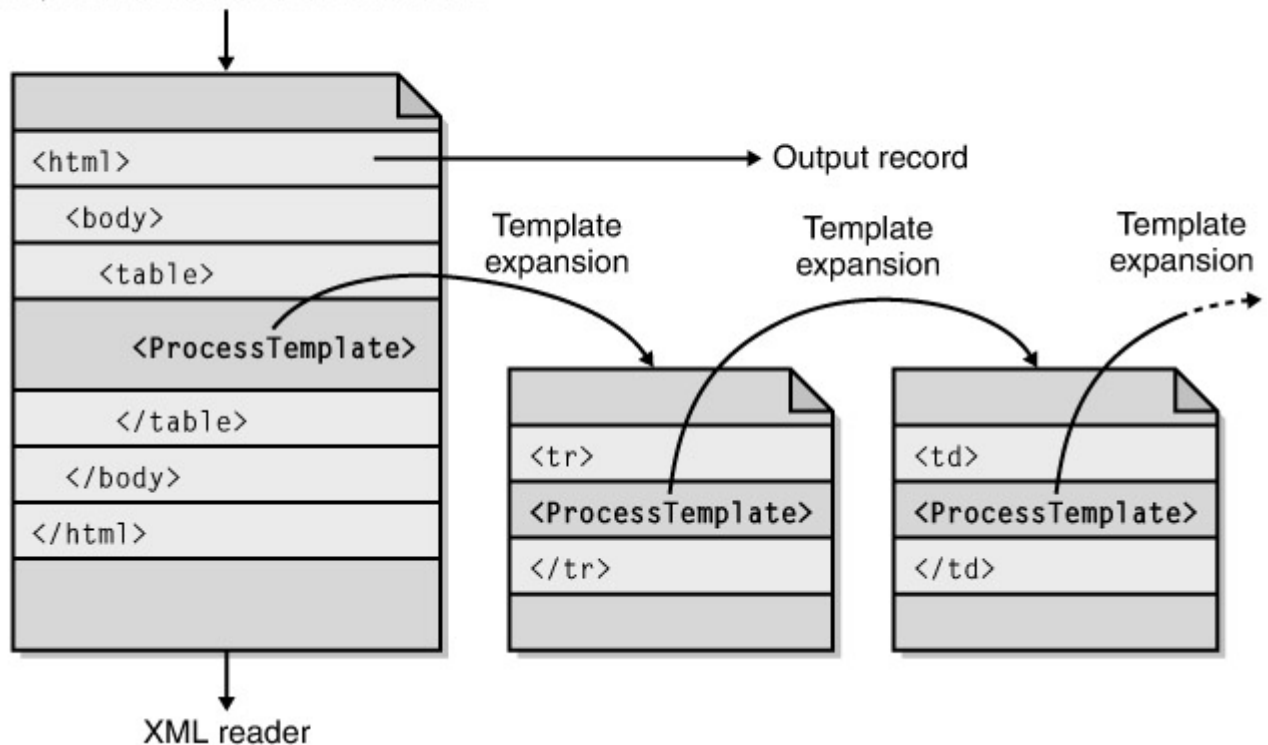 <html>
Output record
<body>
<table>
Template
expansion
Template
expansion
Template
expansion
<ProcessTemplate>
</table>
</body>
</html>
<tr>
<ProcessTemplate>
</tr>
<td>
<ProcessTemplate>
</td>
XML reader